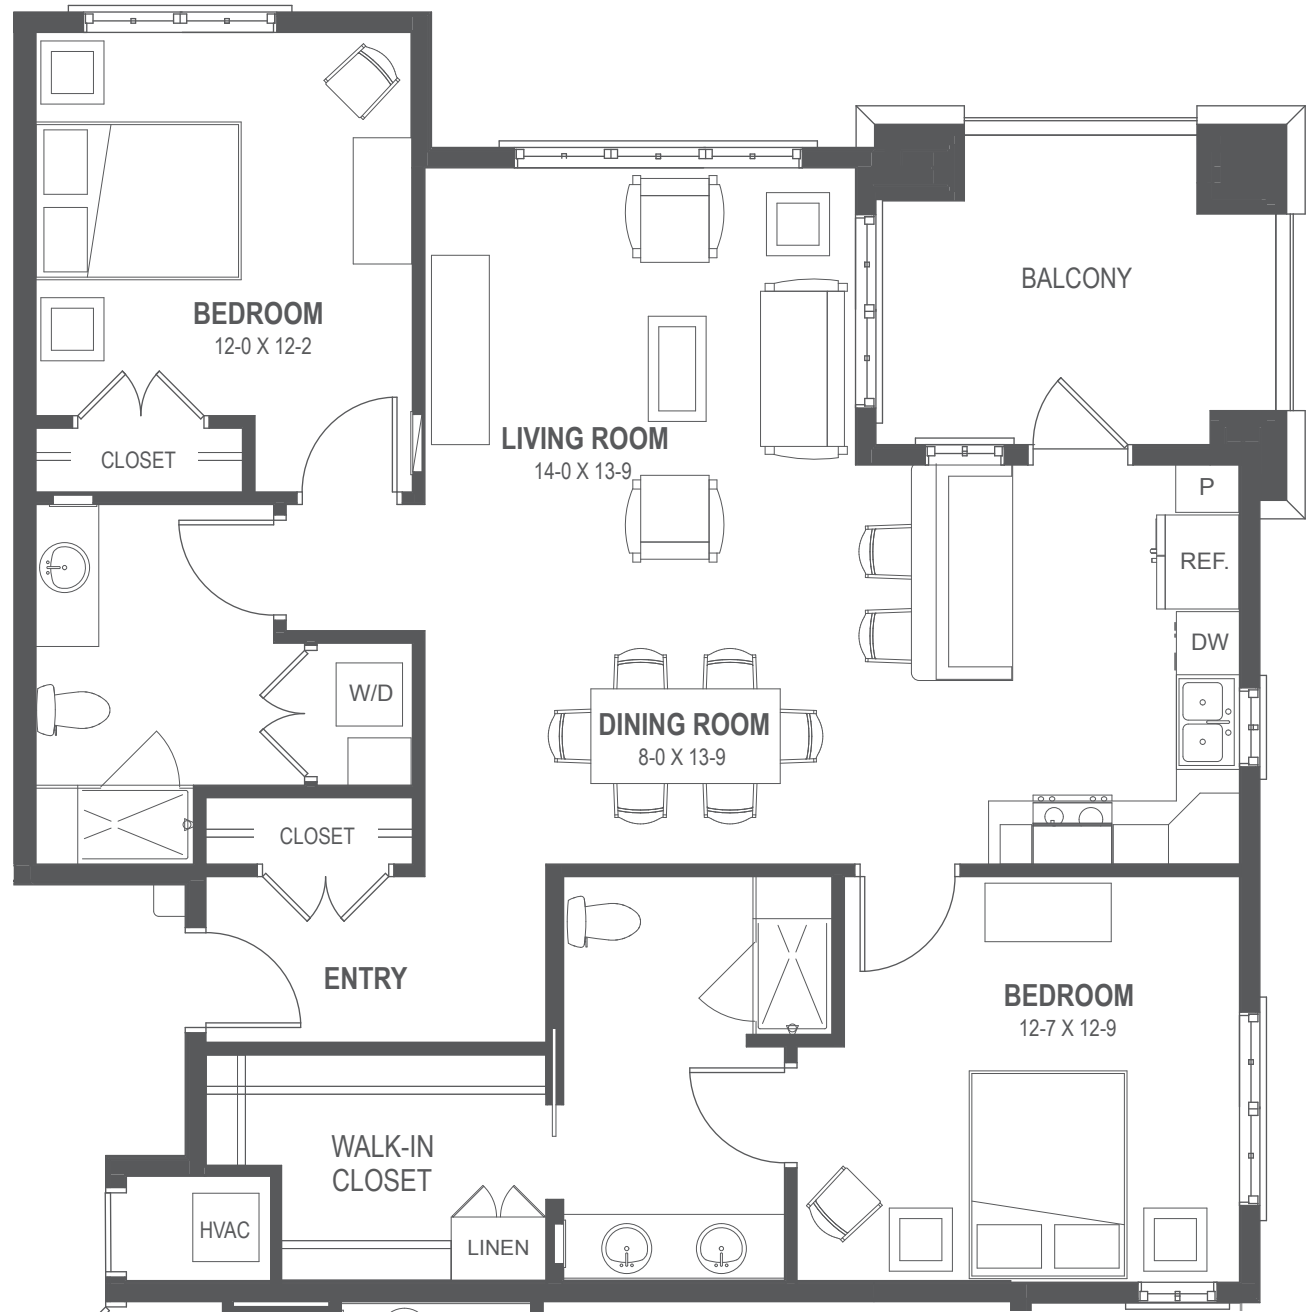 BALCONY
BEDROOM
12-0 X 12-2
LIVING ROOM
14-0 X 13-9
CLOSET
P
REF.
DW
W/D
DINING ROOM
8-0 X 13-9
CLOSET
ENTRY
BEDROOM
12-7 X 12-9
WALK-IN
CLOSET
HVAC
LINEN